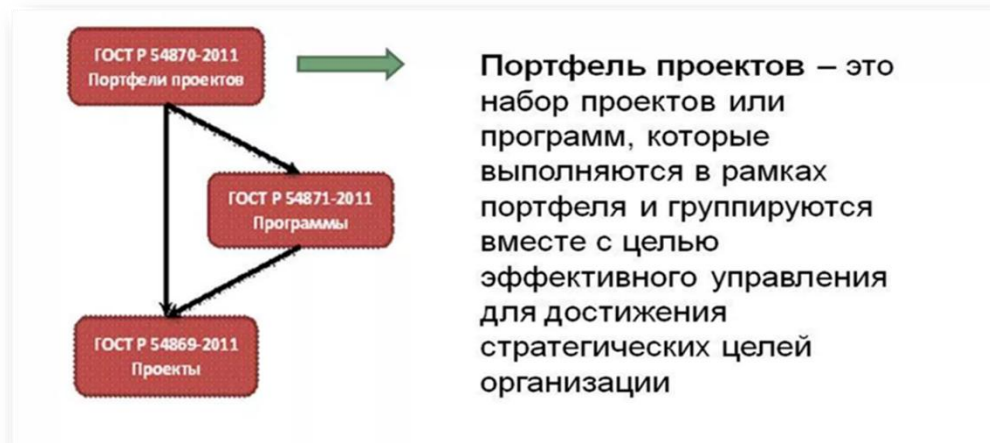 ГОСТ Р 54870-2011
Портфели проектов
ГОСТ Р 54871-2011
Программы
ГОСТ Р 54869-2011
Проекты
Портфель проектов – это
набор проектов или
программ, которые
выполняются в рамках
портфеля и группируются
вместе с целью
эффективного управления
для достижения
стратегических целей
организации